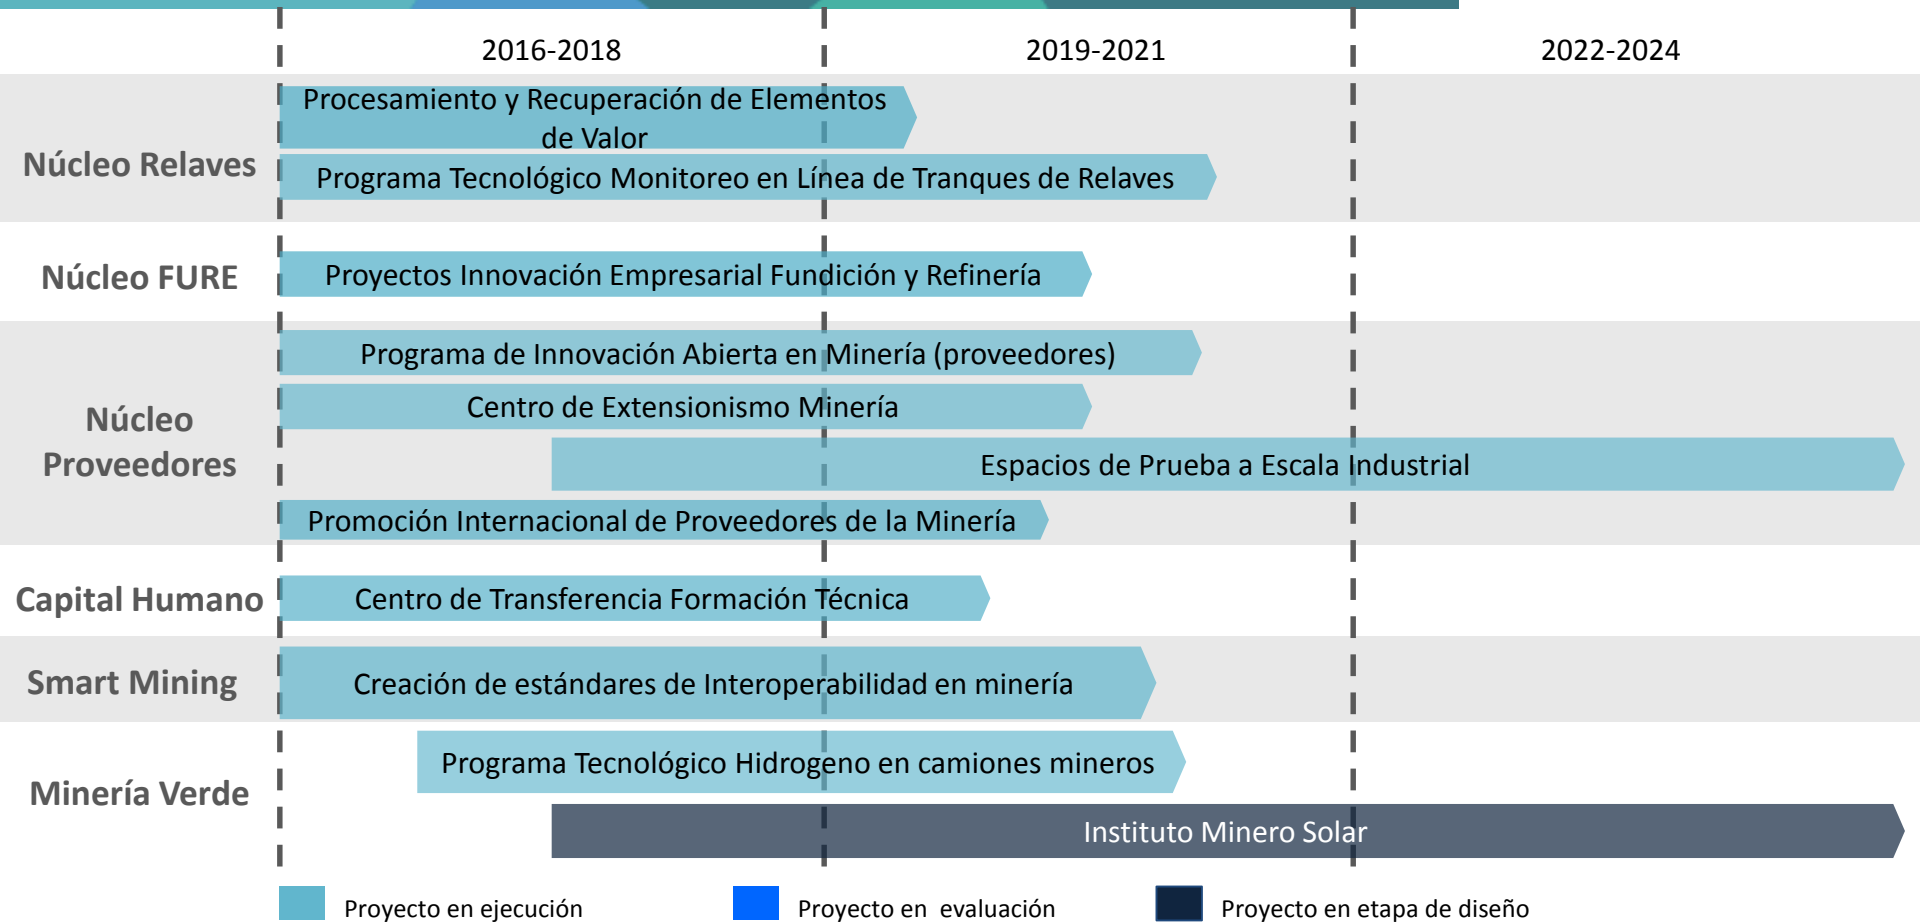 2016-2018
2019-2021
2022-2024
Núcleo Relaves
Procesamiento y Recuperación de Elementos
de Valor
Programa Tecnológico Monitoreo en Línea de Tranques de Relaves
Núcleo FURE
Proyectos Innovación Empresarial Fundición y Refinería
Núcleo
Proveedores
Programa de Innovación Abierta en Minería (proveedores)
Centro de Extensionismo Minería
Espacios de Prueba a Escala Industrial
Promoción Internacional de Proveedores de la Minería
Capital Humano
Centro de Transferencia Formación Técnica
Smart Mining
Creación de estándares de Interoperabilidad en minería
Minería Verde
Programa Tecnológico Hidrogeno en camiones mineros
Instituto Minero Solar
Proyecto en ejecución
Proyecto en evaluación
Proyecto en etapa de diseño